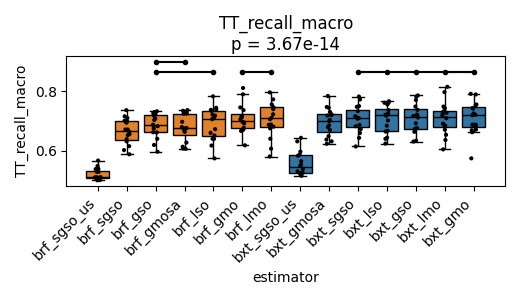 TT_recall_macro
p = 3.67e-14
TT_recall_macro
0.8
0.6
brf_sgso_us
brf_sgso
brf_gso
brf_gmosa
brf_lso
brf_gmo
brf_lmo
bxt_sgso_us
bxt_gmosa
bxt_sgso
bxt_lso
bxt_gso
bxt_lmo
bxt_gmo
estimator